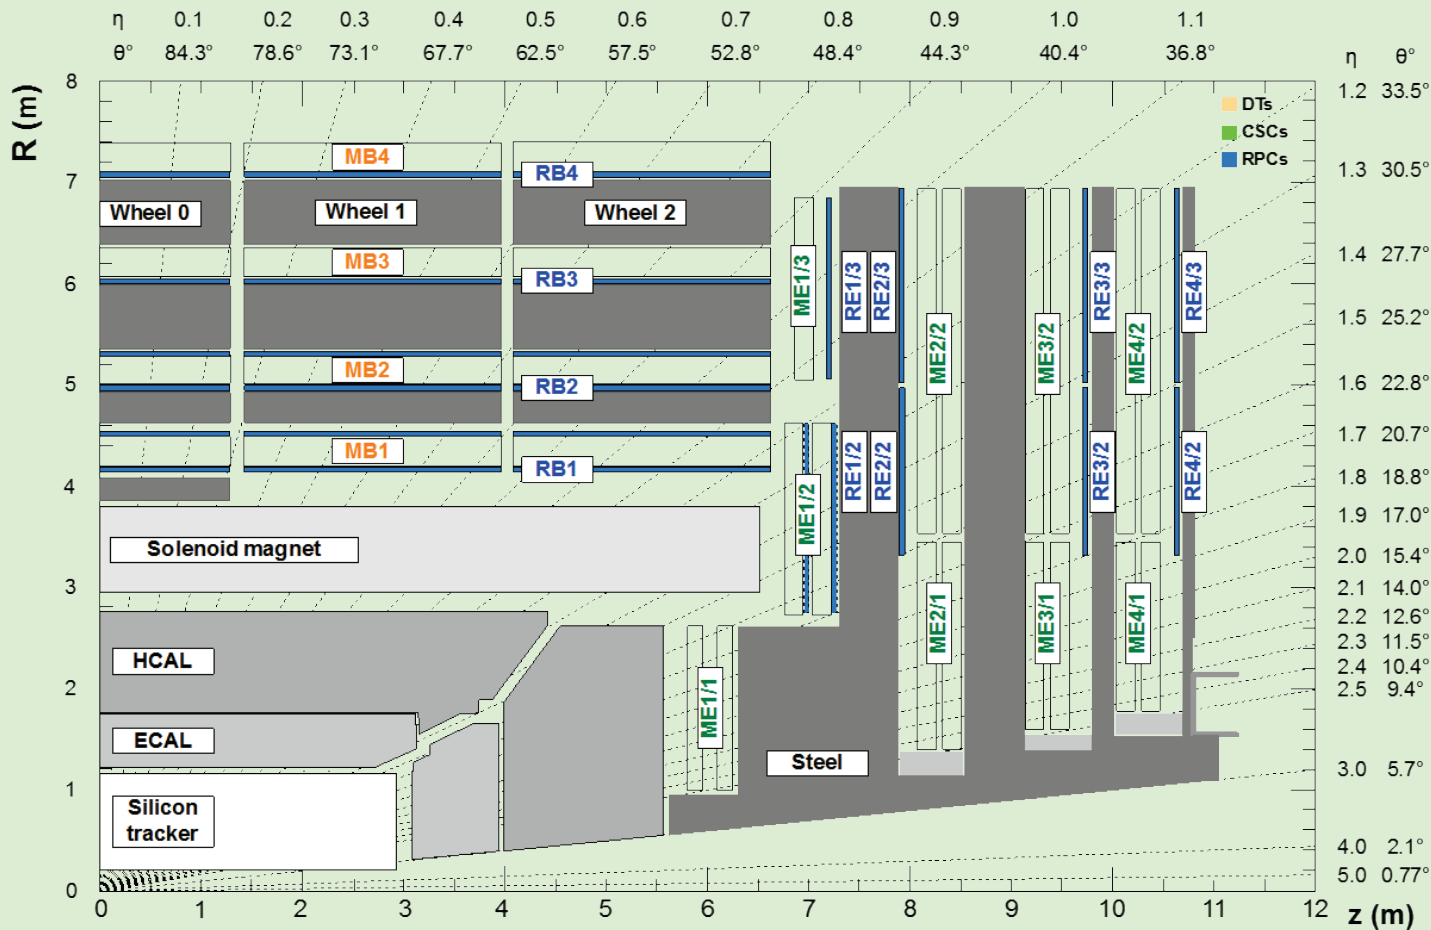 η 0.1 0.2 0.3 0.4 0.5 0.6 0.7 0.8 0.9 1.0 1.1
θ° 84.3° 78.6° 73.1° 67.7° 62.5° 57.5° 52.8° 48.4° 44.3° 40.4° 36.8°
η θ°
R (m)
8
7
6
5
4
3
2
1
0
1.2 33.5°
1.3 30.5°
1.4 27.7°
1.5 25.2°
1.6 22.8°
1.7 20.7°
1.8 18.8°
1.9 17.0°
2.0 15.4°
2.1 14.0°
2.2 12.6°
2.3 11.5°
2.4 10.4°
2.5 9.4°
3.0 5.7°
4.0 2.1°
5.0 0.77°
DTs
CSCs
RPCs
MB4
RB4
Wheel 0
Wheel 1
Wheel 2
MB3
RB3
MB2
RB2
MB1
RB1
Solenoid magnet
HCAL
ECAL
Silicon
tracker
Steel
ME1/3
RE1/3
RE2/3
ME2/2
ME3/2
RE3/3
ME4/2
RE4/3
ME1/2
RE1/2
RE2/2
RE3/2
RE4/2
ME1/1
ME2/1
ME3/1
ME4/1
0 1 2 3 4 5 6 7 8 9 10 11 12
z (m)